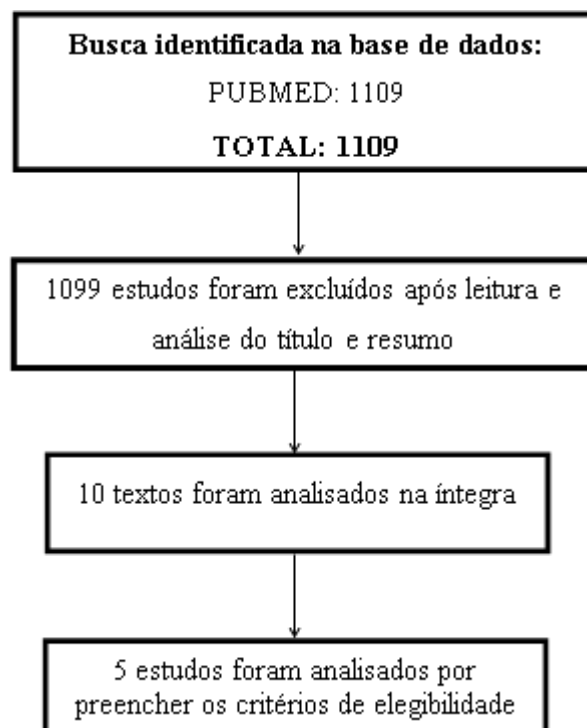 Busca identificada na base de dados:
PUBMED: 1109
TOTAL: 1109
1099 estudos foram excluídos após leitura e
análise do título e resumo
10 textos foram analisados na íntegra
5 estudos foram analisados por
preencher os critérios de elegibilidade